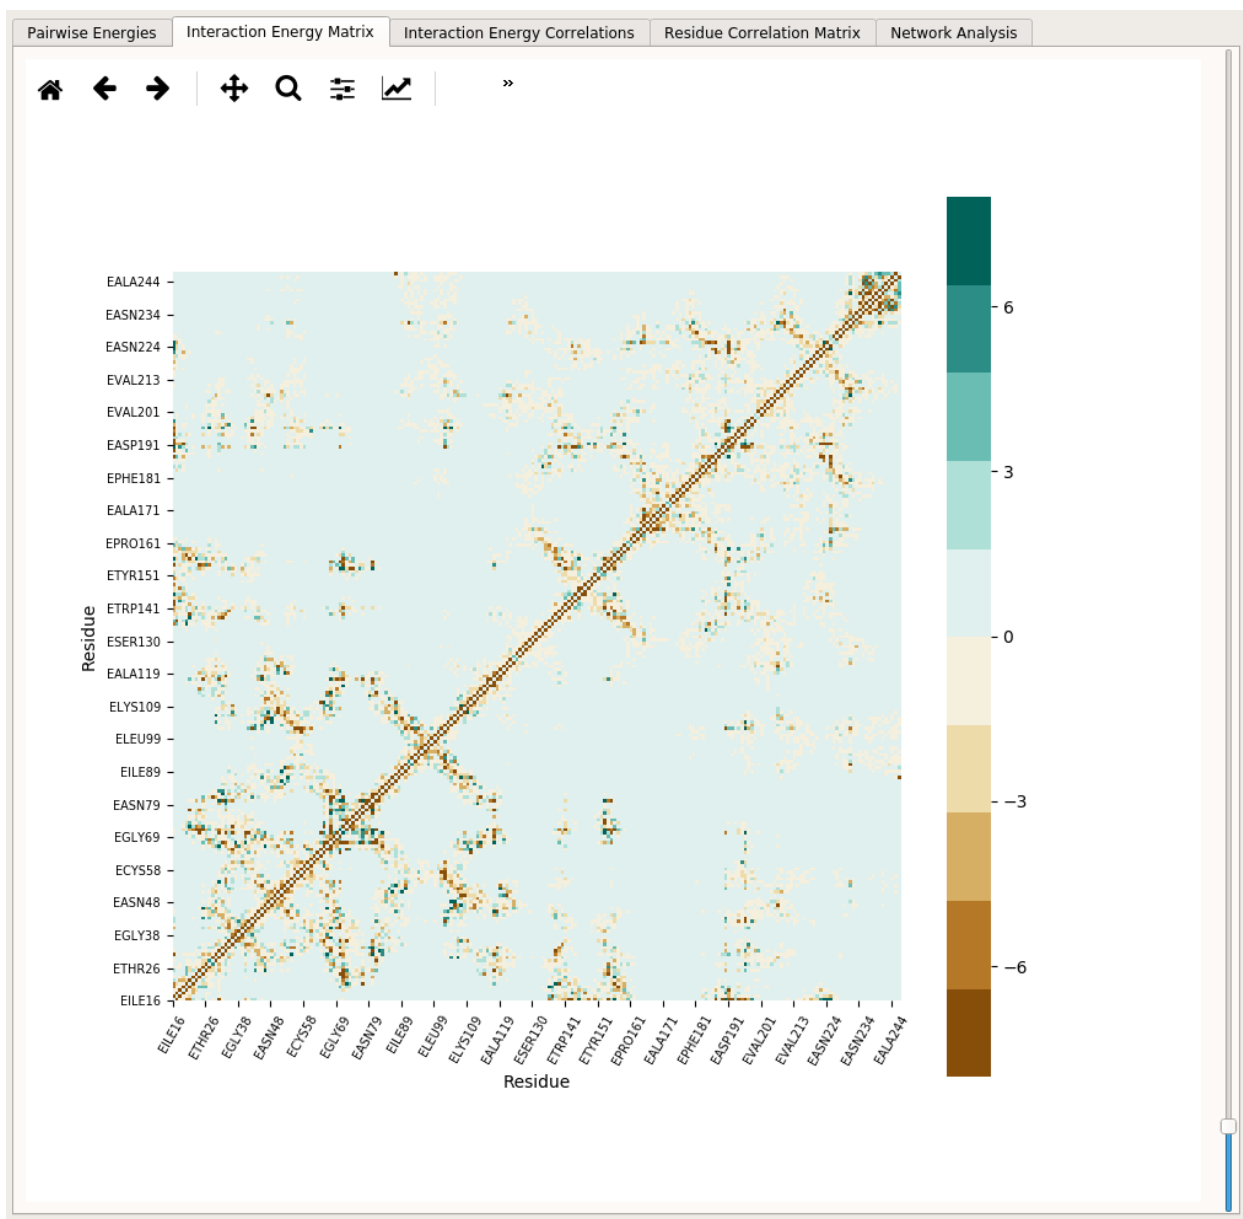 Pairwise Energies Interaction Energy Matrix Interaction Energy Correlations Residue Correlation Matrix Network Analysis
»
EALA244
EASN234
EASN224
EVAL213
EVAL201
EASP191
EPHE181
EALA171
EPRO161
ETYR151
ETRP141
ESER130
EALA119
ELYS109
ELEU99
EILE89
EASN79
EGLY69
ECYS58
EASN48
EGLY38
ETHR26
EILE16
Residue
EILE16 ETHR26 EGLY38 EASN48 ECYS58 EGLY69 EASN79 EILE89 ELEU99 ELYS109 EALA119 ESER130 ETRP141 ETYR151 EPRO161 EALA171 EPHE181 EASP191 EVAL201 EVAL213 EASN224 EASN234 EALA244
Residue
6
3
0
−3
−6